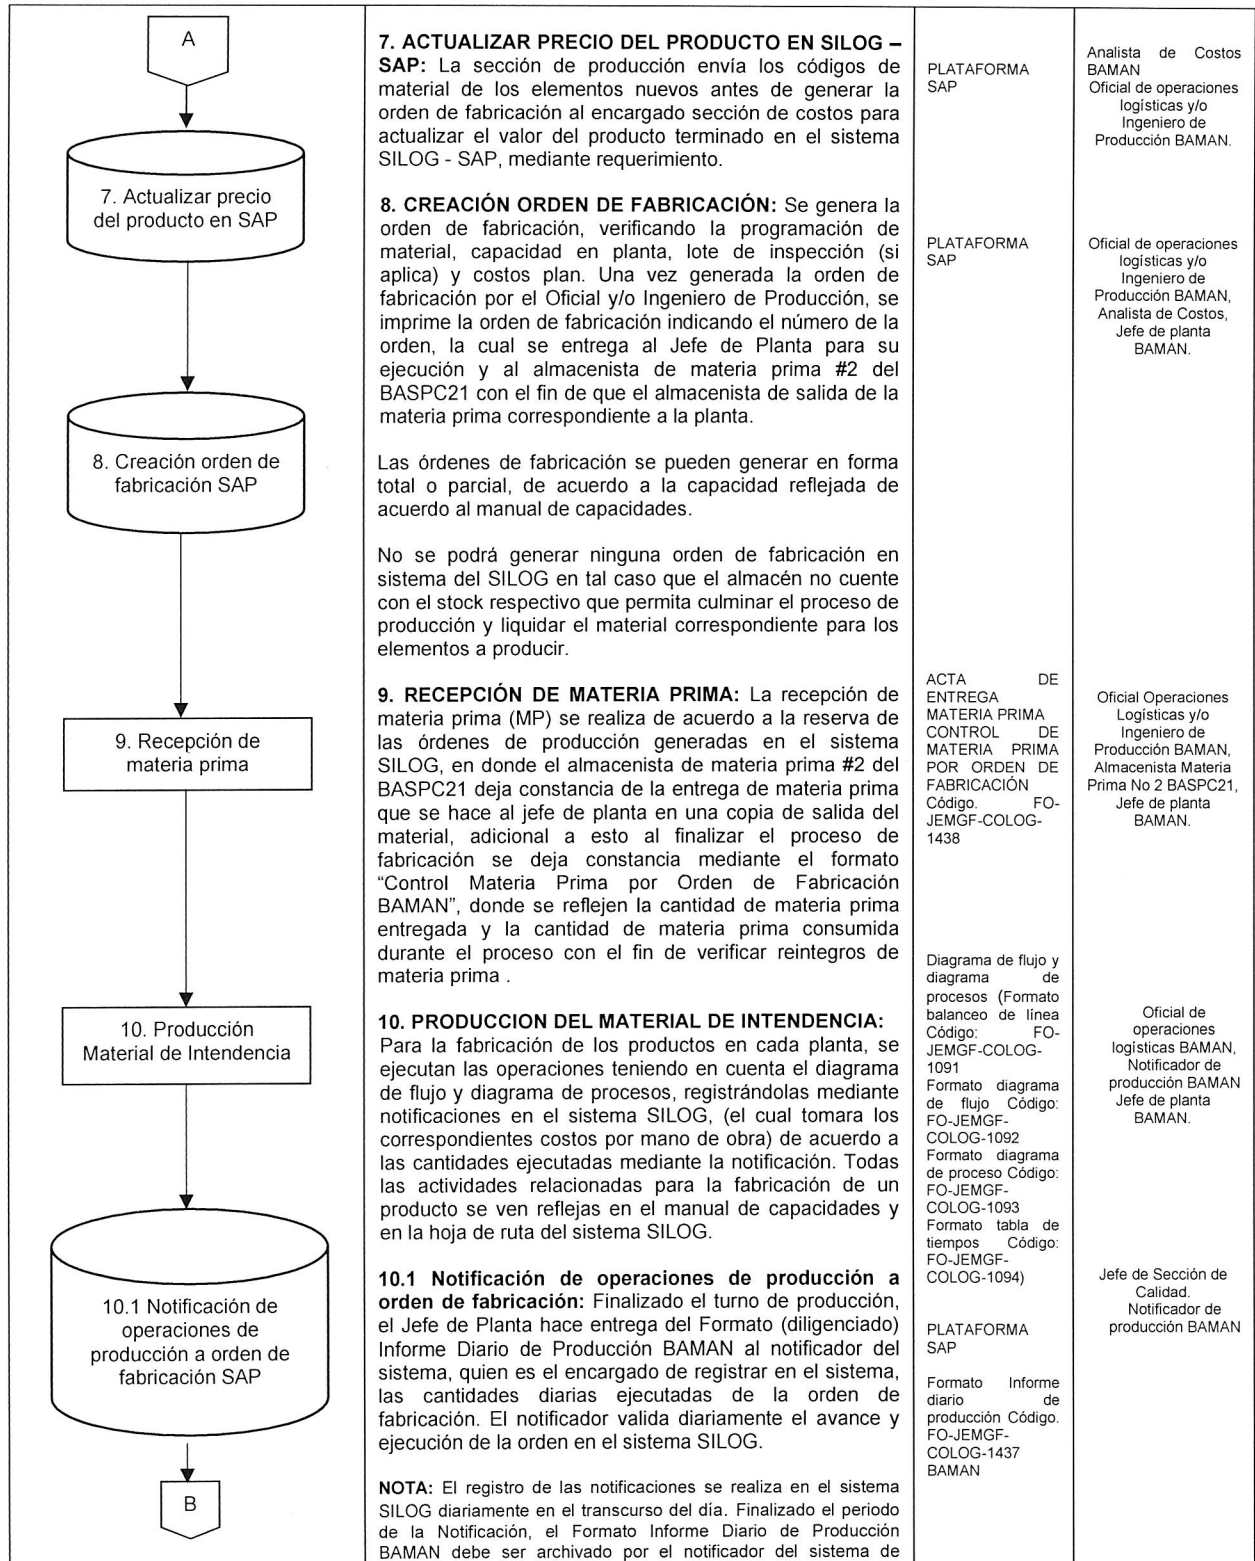 A
7. Actualizar precio
del producto en SAP
8. Creación orden de
fabricación SAP
9. Recepción de
materia prima
10. Producción
Material de Intendencia
10.1 Notificación de
operaciones de
producción a orden de
fabricación SAP
B
7. ACTUALIZAR PRECIO DEL PRODUCTO EN SILOG –
SAP: La sección de producción envía los códigos de
material de los elementos nuevos antes de generar la
orden de fabricación al encargado sección de costos para
actualizar el valor del producto terminado en el sistema
SILOG - SAP, mediante requerimiento.
8. CREACIÓN ORDEN DE FABRICACIÓN: Se genera la
orden de fabricación, verificando la programación de
material, capacidad en planta, lote de inspección (si
aplica) y costos plan. Una vez generada la orden de
fabricación por el Oficial y/o Ingeniero de Producción, se
imprime la orden de fabricación indicando el número de la
orden, la cual se entrega al Jefe de Planta para su
ejecución y al almacenista de materia prima #2 del
BASPC21 con el fin de que el almacenista de salida de la
materia prima correspondiente a la planta.
Las órdenes de fabricación se pueden generar en forma
total o parcial, de acuerdo a la capacidad reflejada de
acuerdo al manual de capacidades.
No se podrá generar ninguna orden de fabricación en
sistema del SILOG en tal caso que el almacén no cuente
con el stock respectivo que permita culminar el proceso de
producción y liquidar el material correspondiente para los
elementos a producir.
9. RECEPCIÓN DE MATERIA PRIMA: La recepción de
materia prima (MP) se realiza de acuerdo a la reserva de
las órdenes de producción generadas en el sistema
SILOG, en donde el almacenista de materia prima #2 del
BASPC21 deja constancia de la entrega de materia prima
que se hace al jefe de planta en una copia de salida del
material, adicional a esto al finalizar el proceso de
fabricación se deja constancia mediante el formato
“Control Materia Prima por Orden de Fabricación
BAMAN”, donde se reflejen la cantidad de materia prima
entregada y la cantidad de materia prima consumida
durante el proceso con el fin de verificar reintegros de
materia prima .
10. PRODUCCION DEL MATERIAL DE INTENDENCIA:
Para la fabricación de los productos en cada planta, se
ejecutan las operaciones teniendo en cuenta el diagrama
de flujo y diagrama de procesos, registrándolas mediante
notificaciones en el sistema SILOG, (el cual tomara los
correspondientes costos por mano de obra) de acuerdo a
las cantidades ejecutadas mediante la notificación. Todas
las actividades relacionadas para la fabricación de un
producto se ven reflejas en el manual de capacidades y
en la hoja de ruta del sistema SILOG.
10.1 Notificación de operaciones de producción a
orden de fabricación: Finalizado el turno de producción,
el Jefe de Planta hace entrega del Formato (diligenciado)
Informe Diario de Producción BAMAN al notificador del
sistema, quien es el encargado de registrar en el sistema,
las cantidades diarias ejecutadas de la orden de
fabricación. El notificador valida diariamente el avance y
ejecución de la orden en el sistema SILOG.
NOTA: El registro de las notificaciones se realiza en el sistema
SILOG diariamente en el transcurso del día. Finalizado el periodo
de la Notificación, el Formato Informe Diario de Producción
BAMAN debe ser archivado por el notificador del sistema de
PLATAFORMA
SAP
PLATAFORMA
SAP
ACTA DE
ENTREGA
MATERIA PRIMA
CONTROL DE
MATERIA PRIMA
POR ORDEN DE
FABRICACIÓN
Código. FO-
JEMGF-COLOG-
1438
Diagrama de flujo y
diagrama de
procesos (Formato
balanceo de línea
Código: FO-
JEMGF-COLOG-
1091
Formato diagrama
de flujo Código:
FO-JEMGF-
COLOG-1092
Formato diagrama
de proceso Código:
FO-JEMGF-
COLOG-1093
Formato tabla de
tiempos Código:
FO-JEMGF-
COLOG-1094)
PLATAFORMA
SAP
Formato Informe
diario de
producción Código.
FO-JEMGF-
COLOG-1437
BAMAN
Analista de Costos
BAMAN
Oficial de operaciones
logísticas y/o
Ingeniero de
Producción BAMAN.
Oficial de operaciones
logísticas y/o
Ingeniero de
Producción BAMAN,
Analista de Costos,
Jefe de planta
BAMAN.
Oficial Operaciones
Logísticas y/o
Ingeniero de
Producción BAMAN,
Almacenista Materia
Prima No 2 BASPC21,
Jefe de planta
BAMAN.
Oficial de
operaciones
logísticas BAMAN,
Notificador de
producción BAMAN
Jefe de planta
BAMAN.
Jefe de Sección de
Calidad.
Notificador de
producción BAMAN